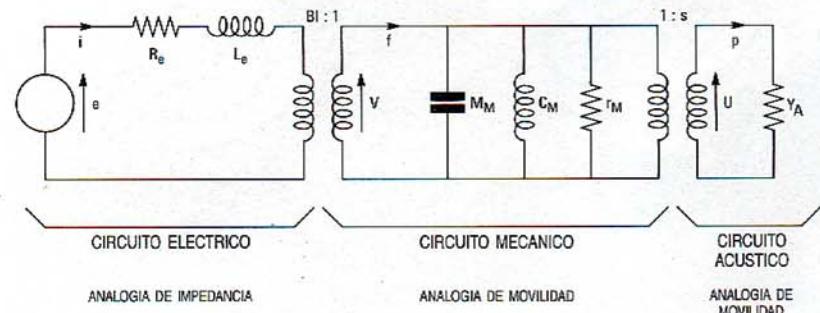 Bl : 1
1 : s
i
f
p
Re
Le
e
V
MM
CM
rM
U
YA
CIRCUITO ELECTRICO
CIRCUITO MECANICO
CIRCUITO
ACUSTICO
ANALOGIA DE IMPEDANCIA
ANALOGIA DE MOVILIDAD
ANALOGIA DE
MOVILIDAD